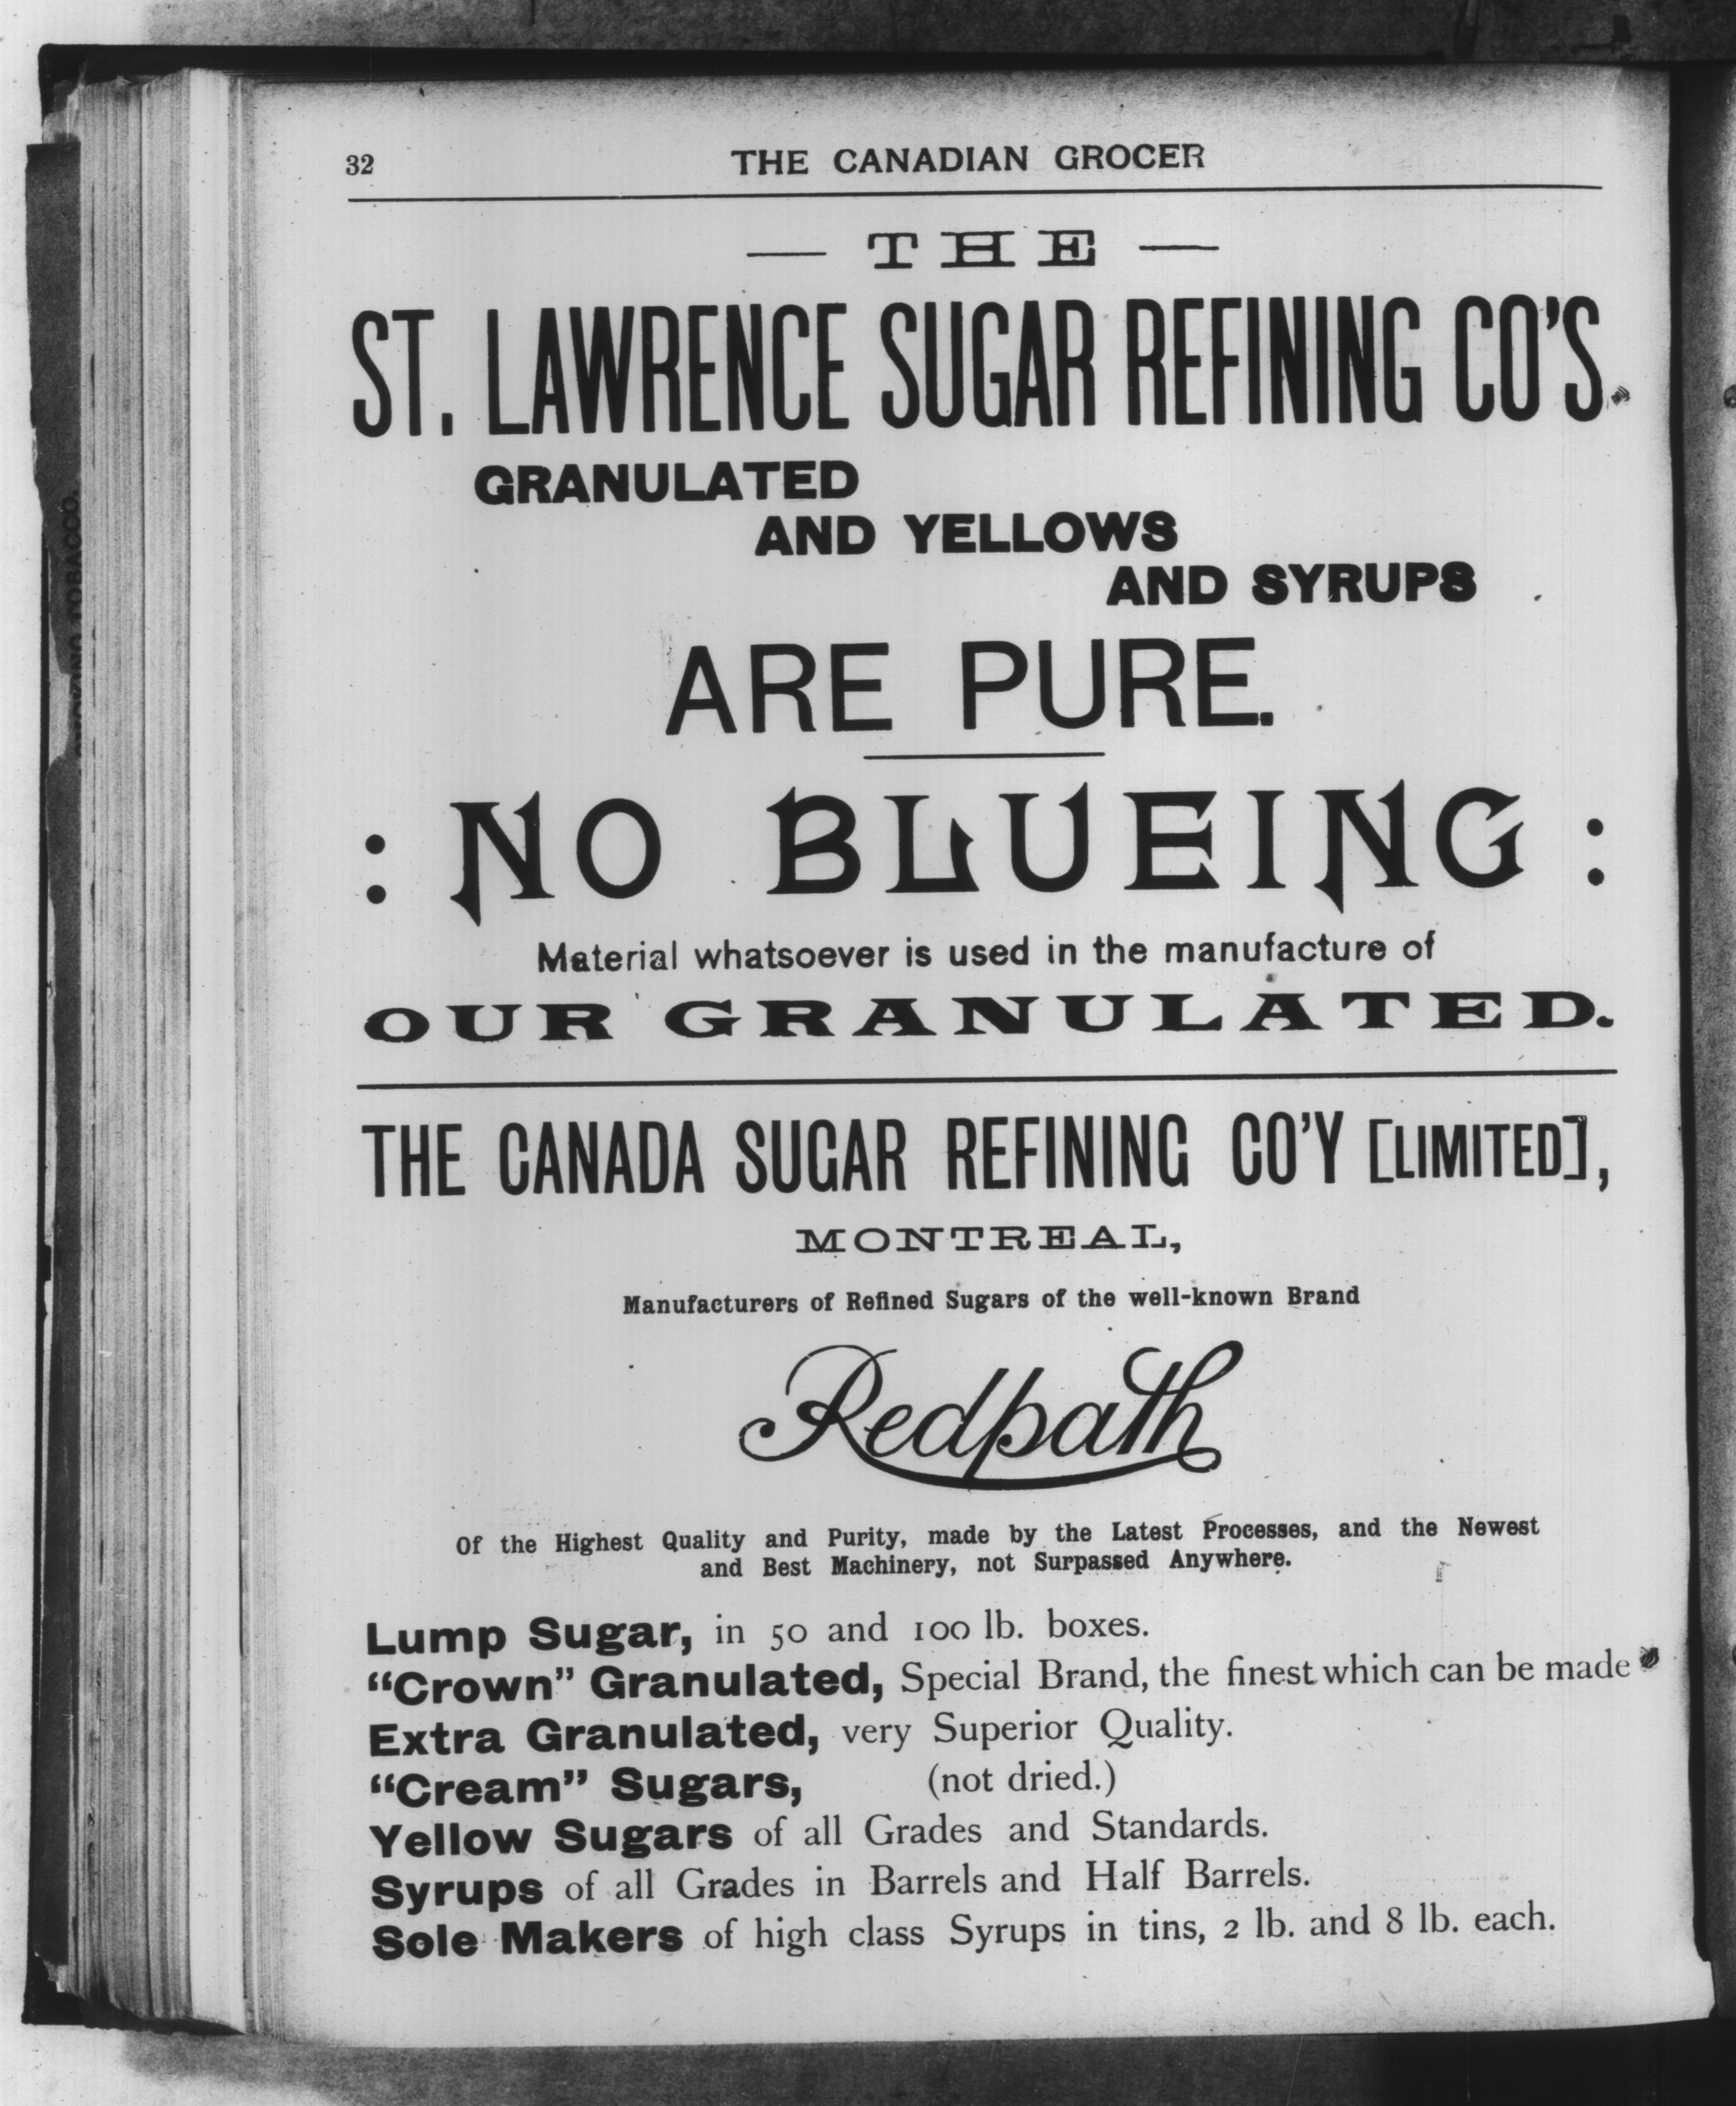 32
THE CANADIAN GROCER
— THE —
ST. LAWRENCE SUGAR REFINING CO'S.
GRANULATED
AND YELLOWS
AND SYRUPS
ARE PURE.
: NO BLUEING :
Material whatsoever is used in the manufacture of
OUR GRANULATED.
THE CANADA SUGAR REFINING CO'Y [LIMITED],
MONTREAL,
Manufacturers of Refined Sugars of the well-known Brand
Redpath
Of the Highest Quality and Purity, made by the Latest Processes, and the Newest
and Best Machinery, not Surpassed Anywhere.
Lump Sugar, in 50 and 100 lb. boxes.
“Crown” Granulated, Special Brand, the finest which can be made
Extra Granulated, very Superior Quality.
“Cream” Sugars, (not dried.)
Yellow Sugars of all Grades and Standards.
Syrups of all Grades in Barrels and Half Barrels.
Sole Makers of high class Syrups in tins, 2 lb. and 8 lb. each.
TOBACCO.